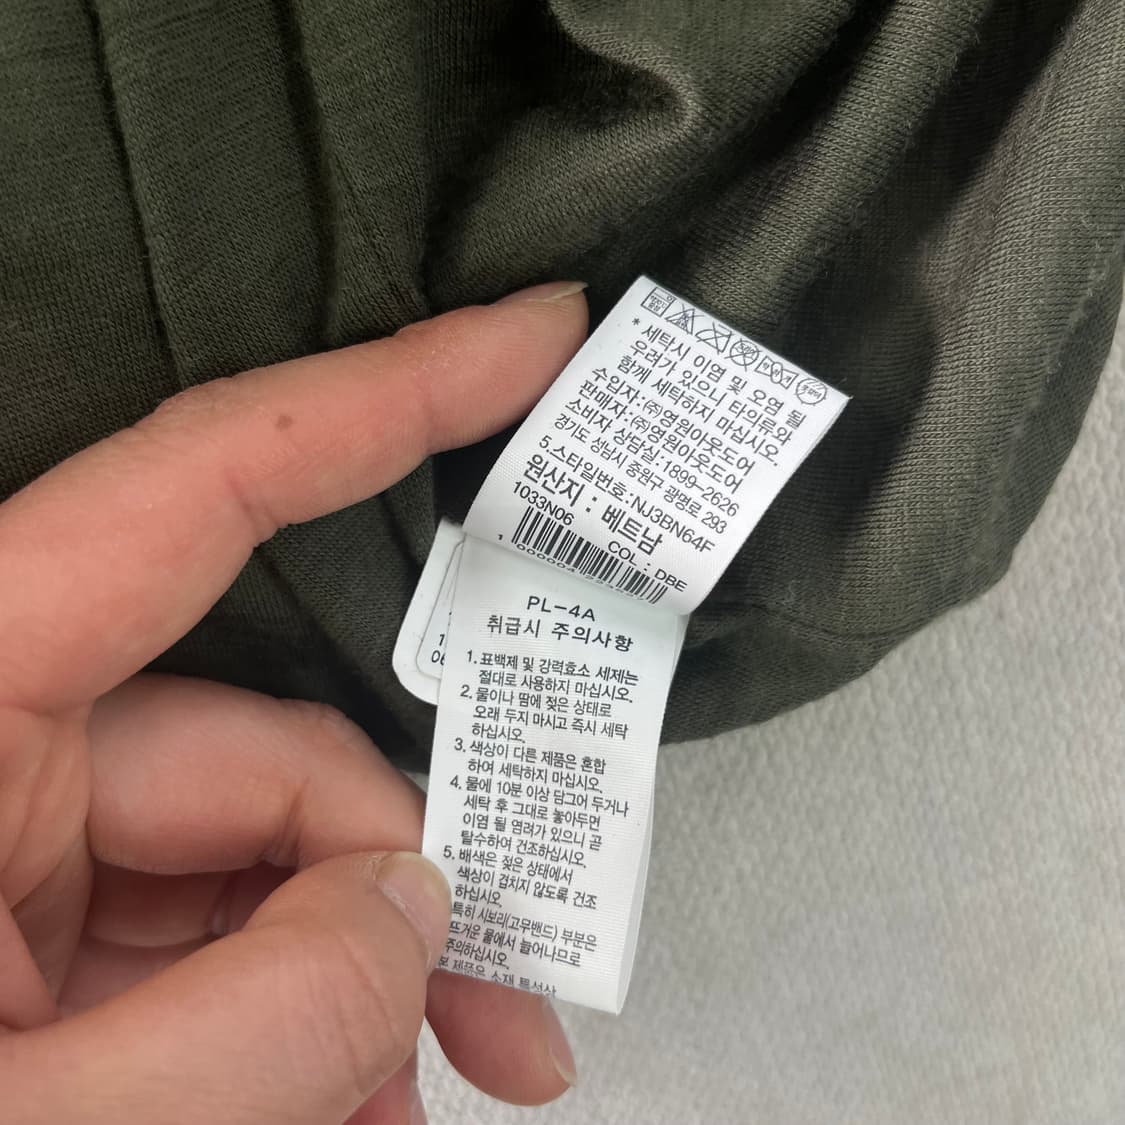 * 세탁시 이염 및 오염 될
우려가 있으니 타의류와
함께 세탁하지 마십시오.
수입자:㈜영원아웃도어
판매자:㈜영원아웃도어
소비자 상담실:1899-2626
경기도 성남시 중원구 광명로 293
5.스타일번호:NJ3BN64F
원산지 : 베트남
1033N06
COL : DBE
PL-4A
취급시 주의사항
1. 표백제 및 강력효소 세제는
절대로 사용하지 마십시오.
2. 물이나 땀에 젖은 상태로
오래 두지 마시고 즉시 세탁
하십시오.
3. 색상이 다른 제품은 혼합
하여 세탁하지 마십시오.
4. 물에 10분 이상 담그어 두거나
세탁 후 그대로 놓아두면
이염 될 염려가 있으니 곧
탈수하여 건조하십시오.
5. 배색은 젖은 상태에서
색상이 겹치지 않도록 건조
하십시오.
특히 시보리(고무밴드) 부분은
뜨거운 물에서 늘어나므로
주의하십시오.
본 제품은 소재 특성상